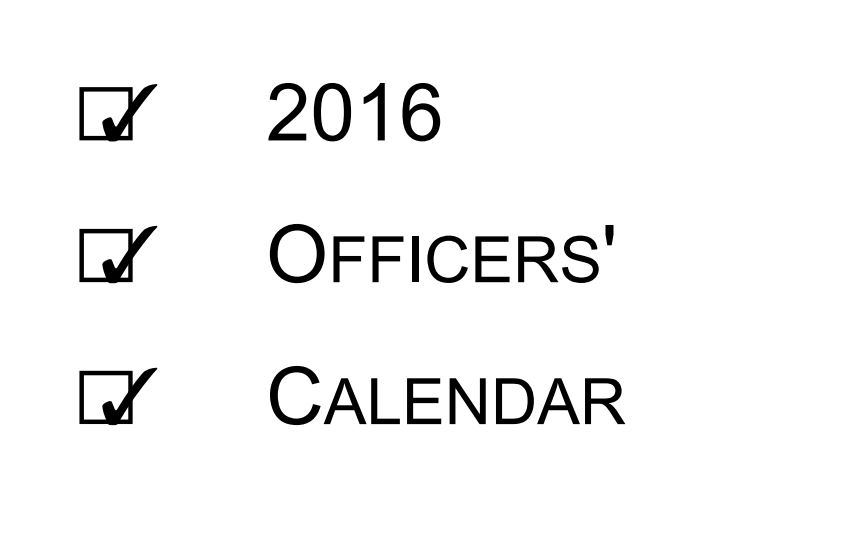 ☑ 2016
☑ OFFICERS'
☑ CALENDAR